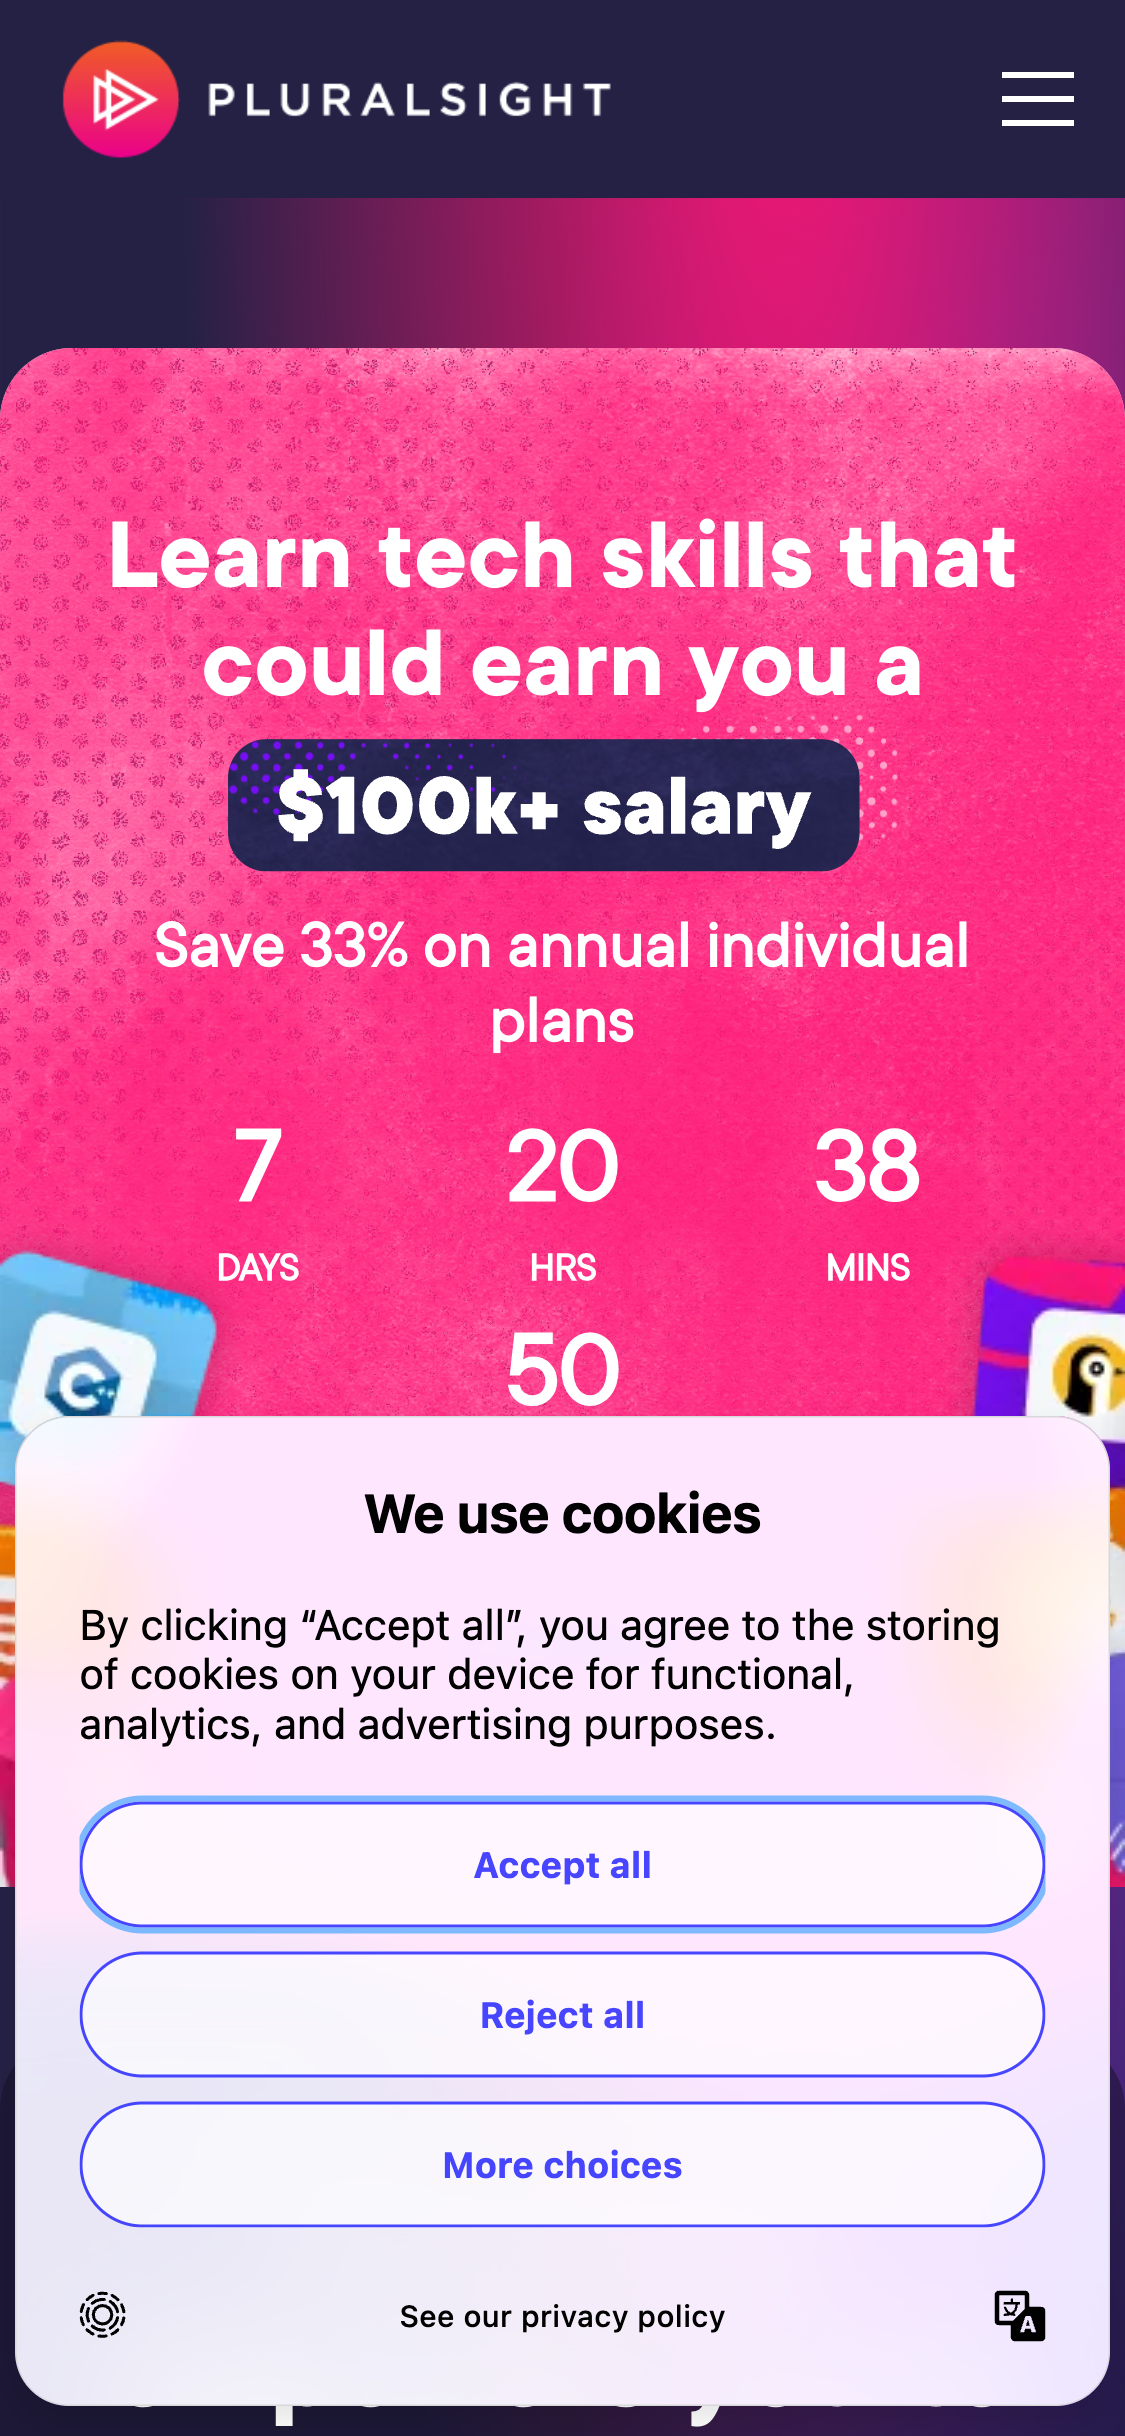 PLURALSIGHT
Learn tech skills that
could earn you a
$100k+ salary
Save 33% on annual individual
plans
7 20 38
DAYS HRS MINS
50
We use cookies
By clicking “Accept all”, you agree to the storing
of cookies on your device for functional,
analytics, and advertising purposes.
Accept all
Reject all
More choices
See our privacy policy